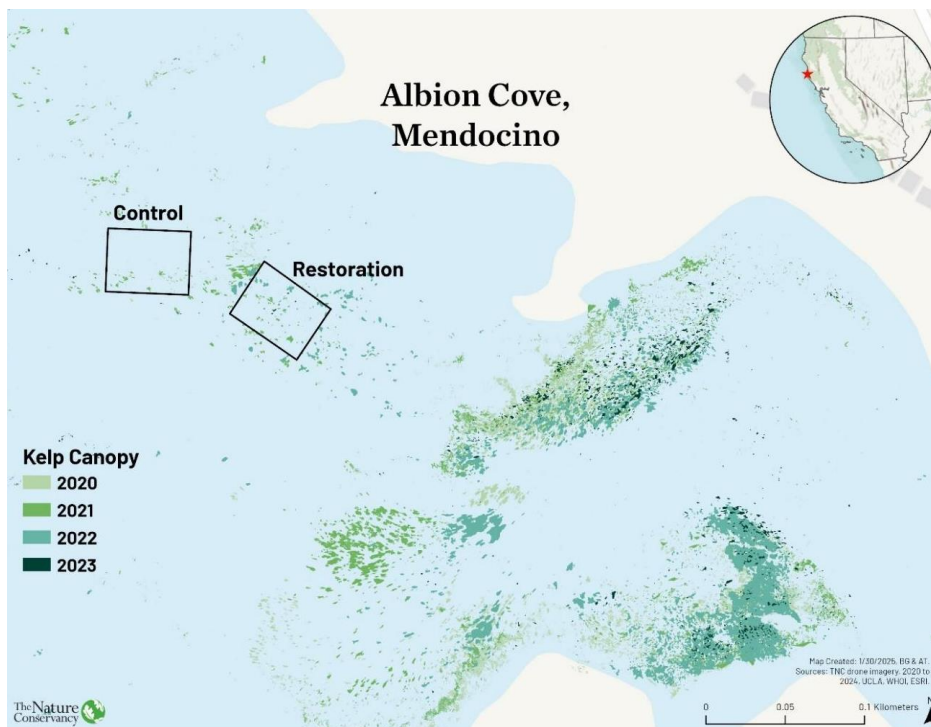 Albion Cove,
Mendocino
Control
Restoration
Kelp Canopy
2020
2021
2022
2023
Map Created: 1/30/2025, BG & AT.
Sources: TNC drone imagery, 2020 to
2024, UCLA, WHOI, ESRI.
0 0.05 0.1 Kilometers
N
The Nature
Conservancy